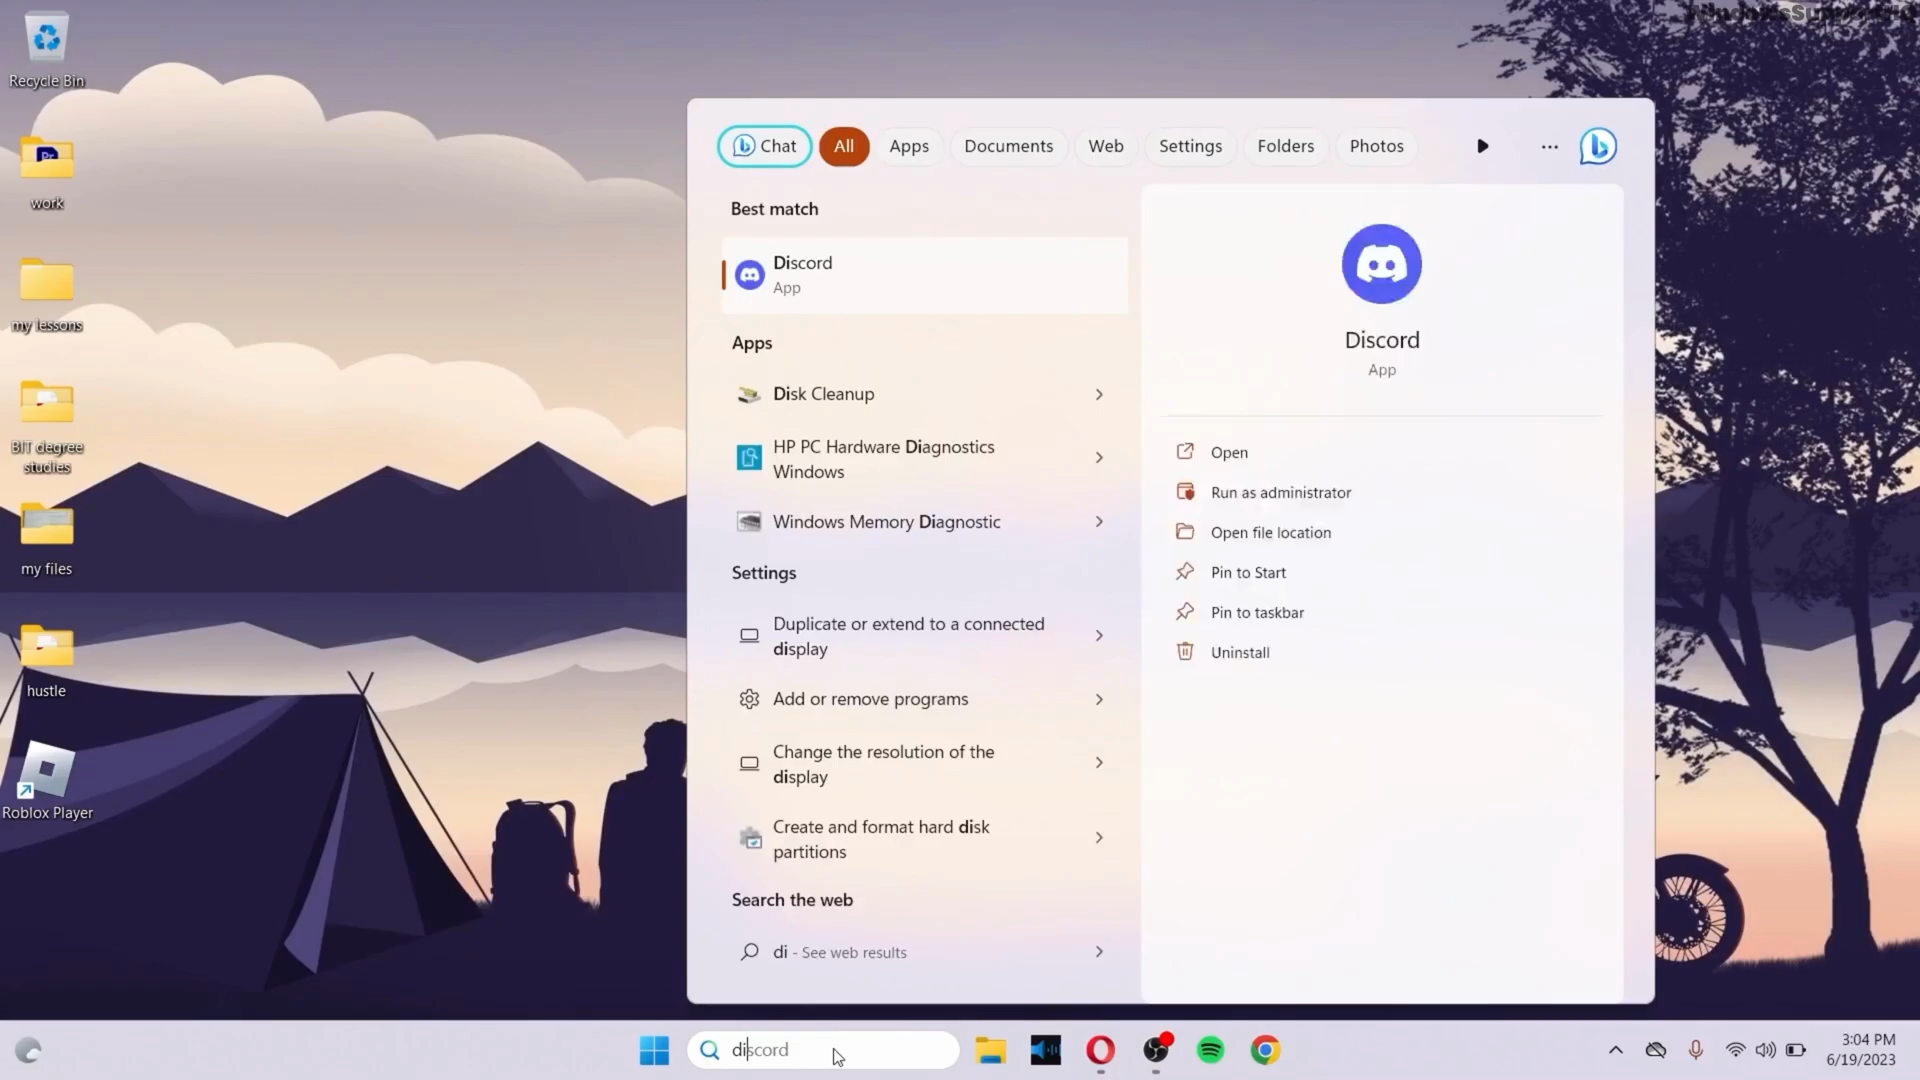 Recycle Bin
work
my lessons
BIT degree
studies
my files
hustle
Roblox Player
Chat
All
Apps
Documents
Web
Settings
Folders
Photos
Best match
Discord
App
Apps
Disk Cleanup
HP PC Hardware Diagnostics
Windows
Windows Memory Diagnostic
Settings
Duplicate or extend to a connected
display
Add or remove programs
Change the resolution of the
display
Create and format hard disk
partitions
Search the web
di - See web results
Discord
App
Open
Run as administrator
Open file location
Pin to Start
Pin to taskbar
Uninstall
discord
3:04 PM
6/19/2023